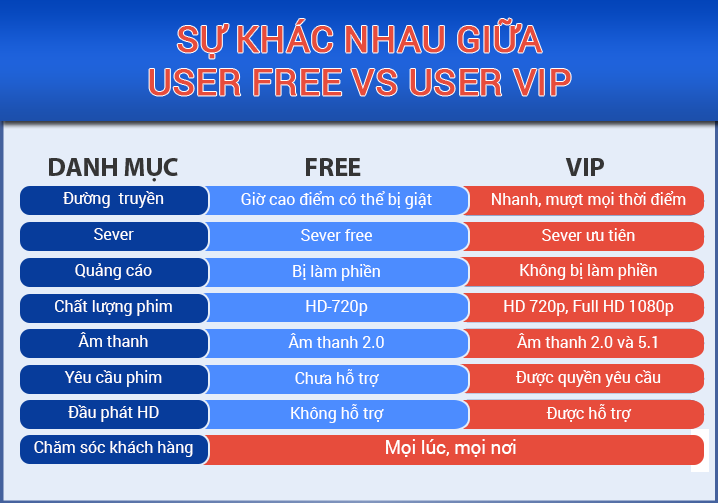 SỰ KHÁC NHAU GIỮA
USER FREE VS USER VIP
DANH MỤC FREE VIP
Đường truyền Giờ cao điểm có thể bị giật Nhanh, mượt mọi thời điểm
Sever Sever free Sever ưu tiên
Quảng cáo Bị làm phiền Không bị làm phiền
Chất lượng phim HD-720p HD 720p, Full HD 1080p
Âm thanh Âm thanh 2.0 Âm thanh 2.0 và 5.1
Yêu cầu phim Chưa hỗ trợ Được quyền yêu cầu
Đầu phát HD Không hỗ trợ Được hỗ trợ
Chăm sóc khách hàng Mọi lúc, mọi nơi